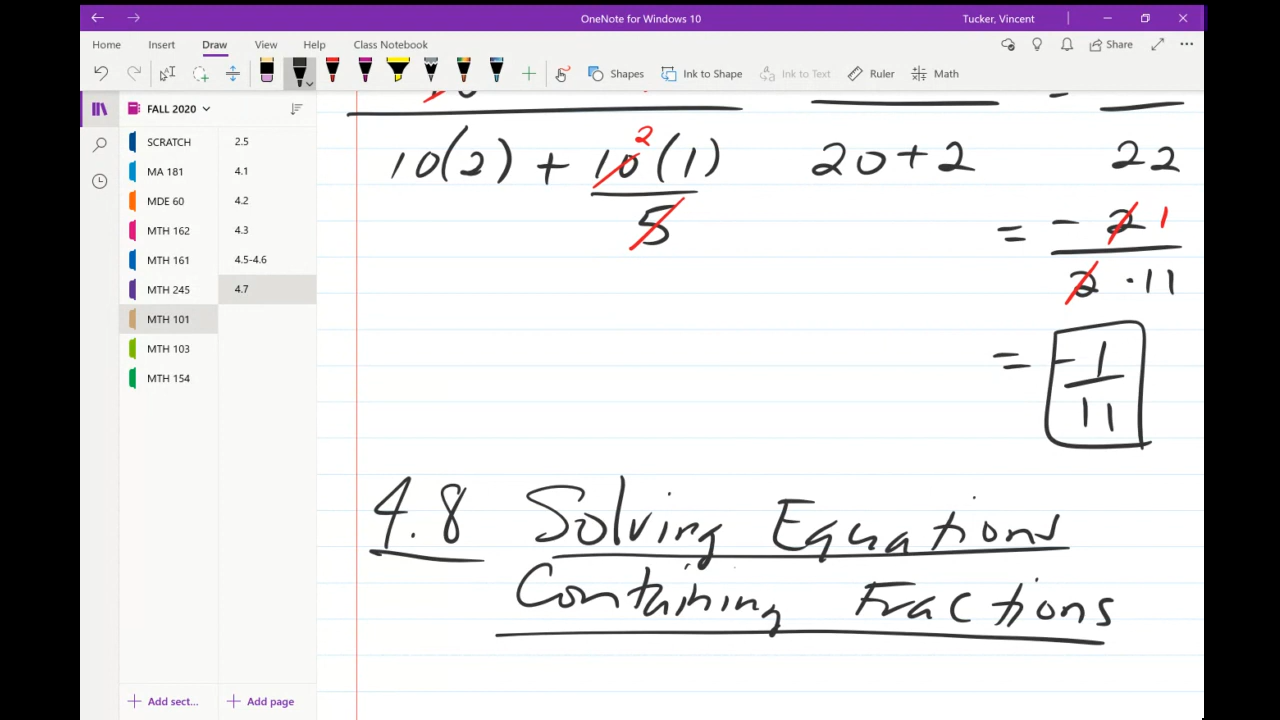 OneNote for Windows 10
Tucker, Vincent
Home Insert Draw View Help Class Notebook
Share
Shapes Ink to Shape Ink to Text Ruler Math
FALL 2020
SCRATCH
MA 181
MDE 60
MTH 162
MTH 161
MTH 245
MTH 101
MTH 103
MTH 154
2.5
4.1
4.2
4.3
4.5-4.6
4.7
Add sect...
Add page
10(2) + 10 2 (1) 20+2 22
5
= - 2 1
2 · 11
= - 1
11
4.8 Solving Equations
Containing Fractions